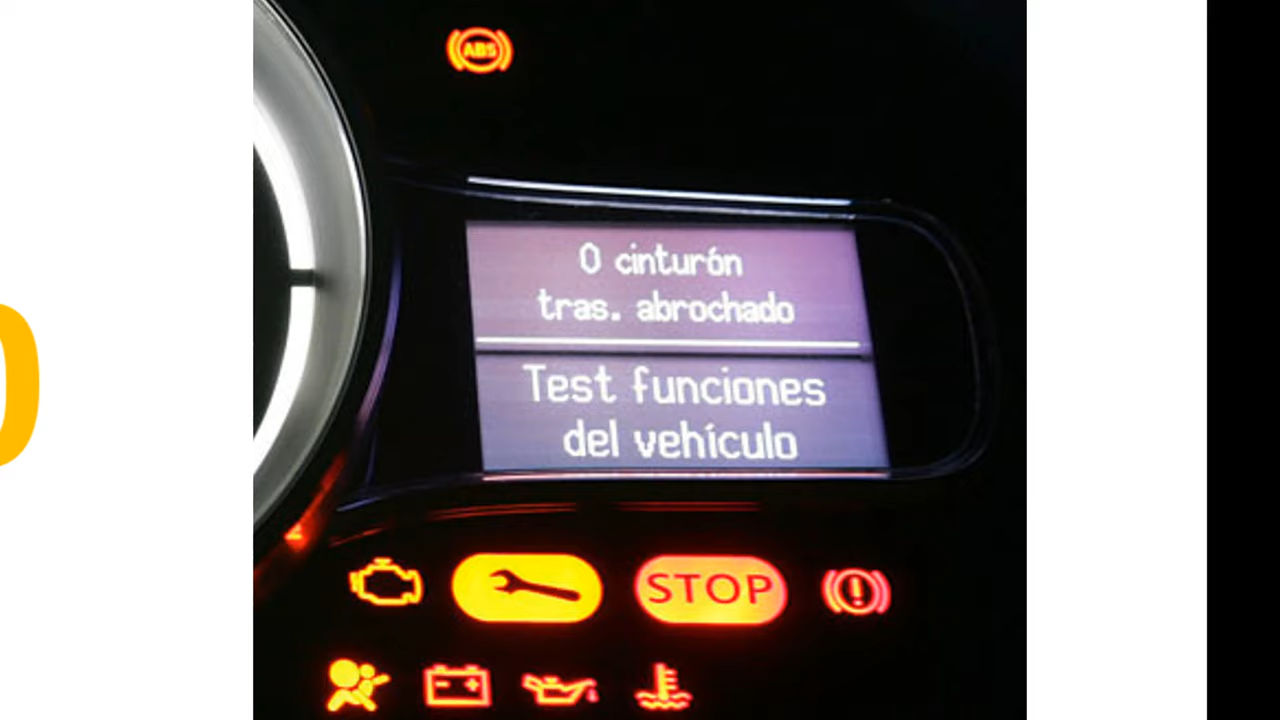 ABS
0 cinturón
tras. abrochado
Test funciones
del vehículo
STOP